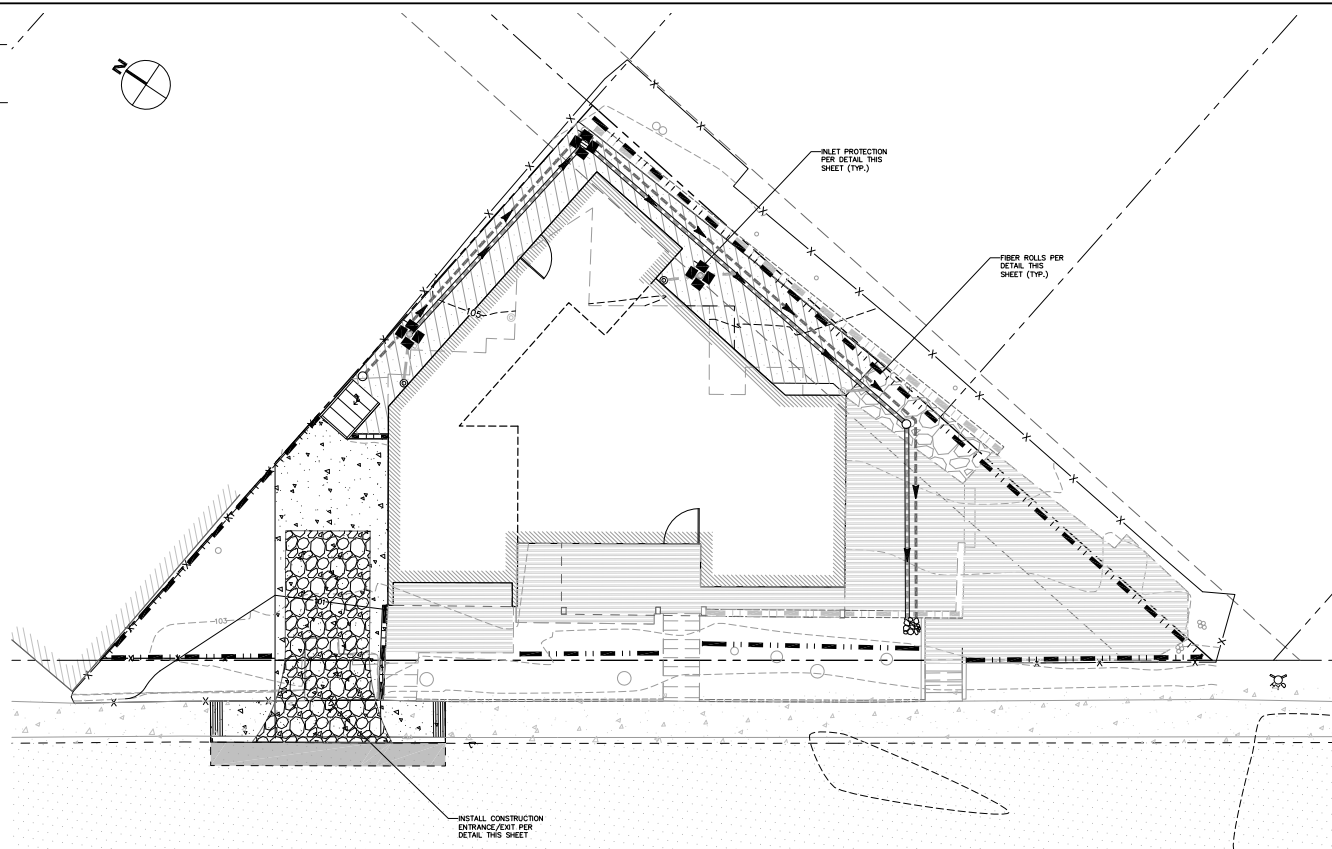 N
INLET PROTECTION
PER DETAIL THIS
SHEET (TYP.)
FIBER ROLLS PER
DETAIL THIS
SHEET (TYP.)
105
103
101
INSTALL CONSTRUCTION
ENTRANCE/EXIT PER
DETAIL THIS SHEET